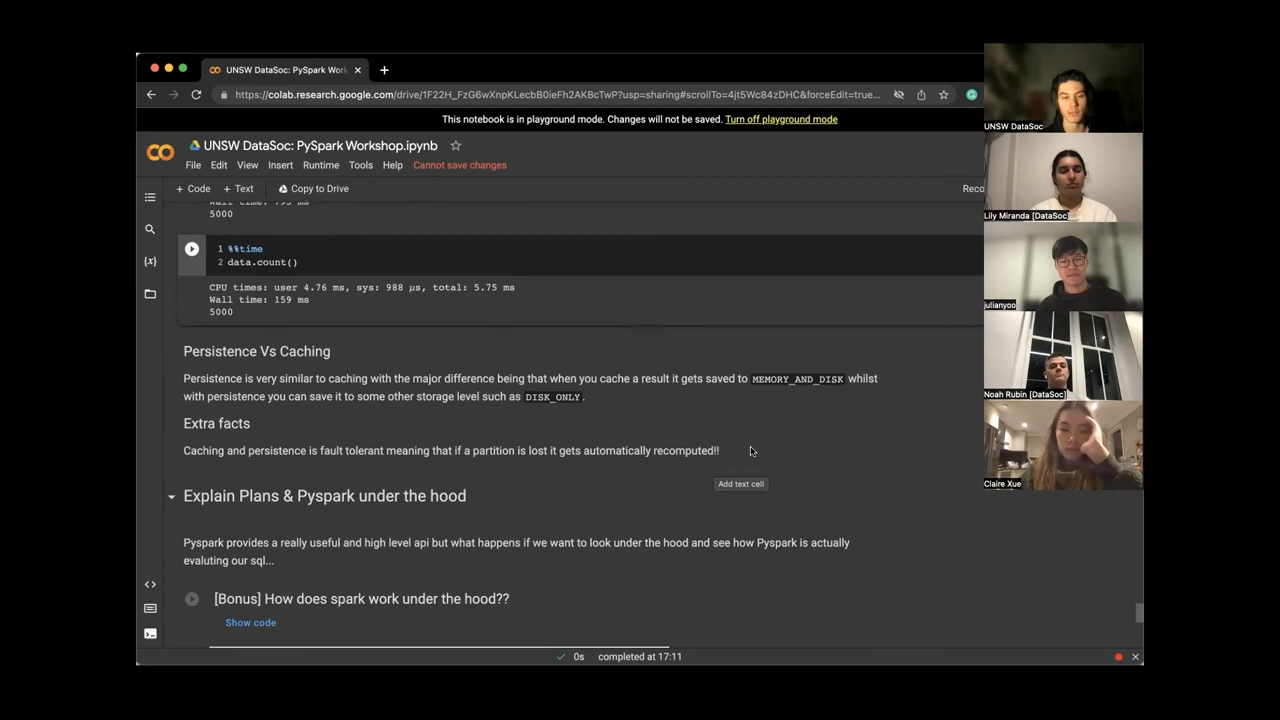 UNSW DataSoc: PySpark Work
https://colab.research.google.com/drive/1F22H_FzG6wXnpKLecbB0ieFh2AKBcTwP?usp=sharing#scrollTo=4jt5Wc84zDHC&forceEdit=true...
This notebook is in playground mode. Changes will not be saved. Turn off playground mode
UNSW DataSoc: PySpark Workshop.ipynb
File Edit View Insert Runtime Tools Help Cannot save changes
+ Code + Text Copy to Drive
Reco
Wall time: 793 ms
5000
1 %%time
2 data.count()
CPU times: user 4.76 ms, sys: 988 µs, total: 5.75 ms
Wall time: 159 ms
5000
Persistence Vs Caching
Persistence is very similar to caching with the major difference being that when you cache a result it gets saved to MEMORY_AND_DISK whilst
with persistence you can save it to some other storage level such as DISK_ONLY.
Extra facts
Caching and persistence is fault tolerant meaning that if a partition is lost it gets automatically recomputed!!
Add text cell
Explain Plans & Pyspark under the hood
Pyspark provides a really useful and high level api but what happens if we want to look under the hood and see how Pyspark is actually
evaluting our sql...
[Bonus] How does spark work under the hood??
Show code
0s completed at 17:11
UNSW DataSoc
Lily Miranda [DataSoc]
julianyoo
Noah Rubin [DataSoc]
Claire Xue